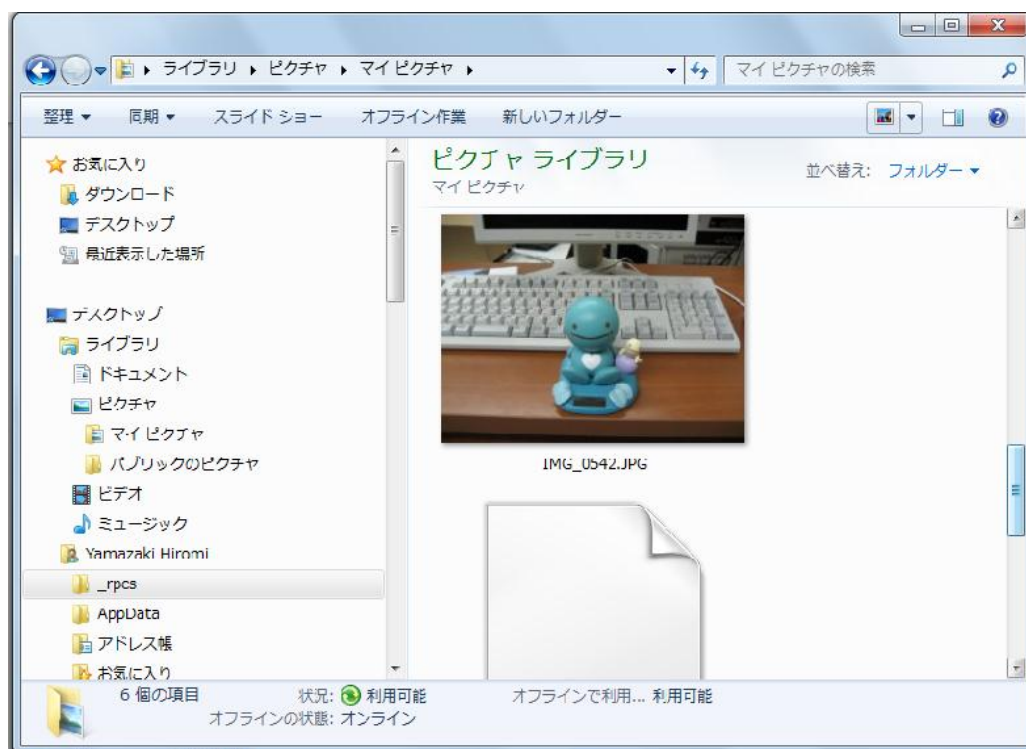 ライブラリ ▸ ピクチャ ▸ マイ ピクチャ ▸
マイ ピクチャの検索
整理 ▼ 同期 ▼ スライド ショー オフライン作業 新しいフォルダー
お気に入り
ダウンロード
デスクトップ
最近表示した場所
デスクトップ
ライブラリ
ドキュメント
ピクチャ
マイ ピクチャ
パブリックのピクチャ
ビデオ
ミュージック
Yamazaki Hiromi
_rpcs
AppData
アドレス帳
お気に入り
ピクチャ ライブラリ
マイ ピクチャ
並べ替え: フォルダー ▼
IMG_0542.JPG
6 個の項目 状況: 利用可能 オフラインで利用... 利用可能
オフラインの状態: オンライン